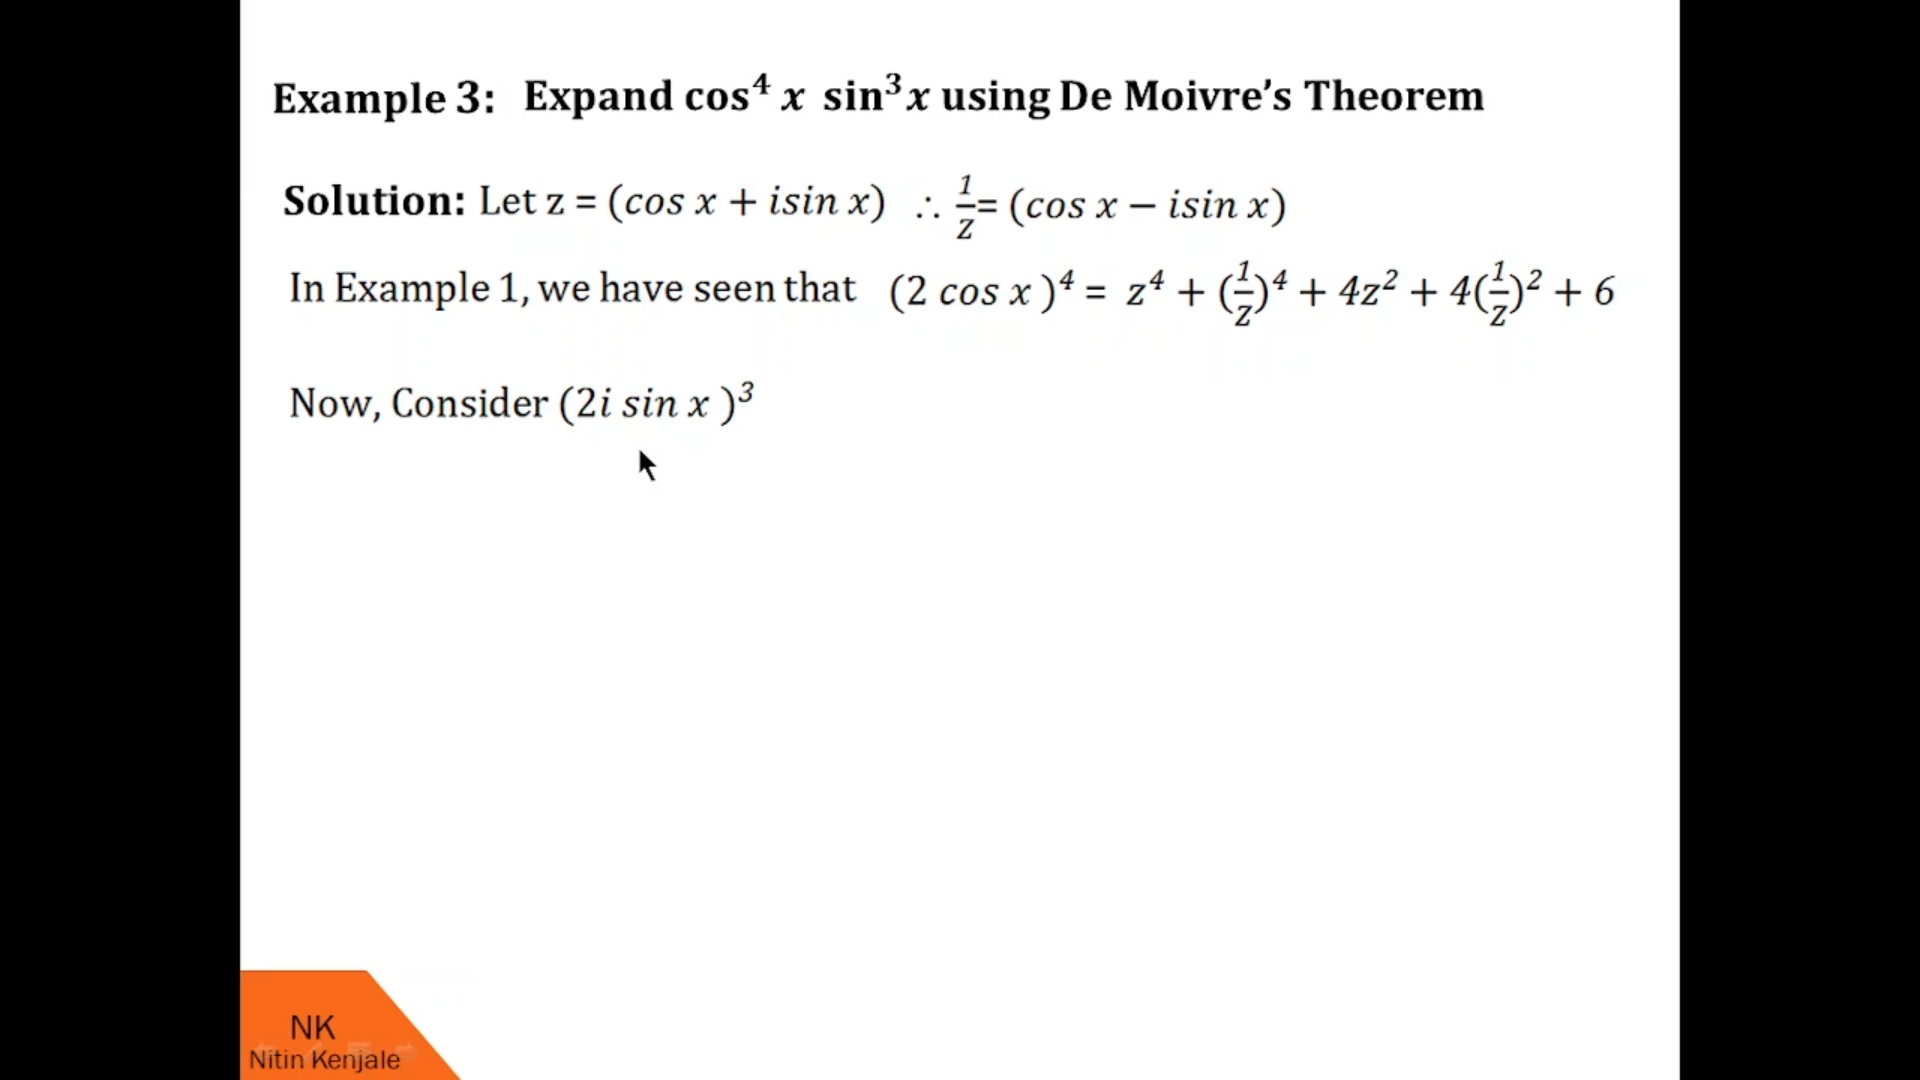 Example 3: Expand cos⁴ x sin³x using De Moivre’s Theorem
Solution: Let z = (cos x + isin x) ∴ 1/z = (cos x − isin x)
In Example 1, we have seen that (2 cos x )⁴ = z⁴ + (1/z)⁴ + 4z² + 4(1/z)² + 6
Now, Consider (2i sin x )³
NK
Nitin Kenjale